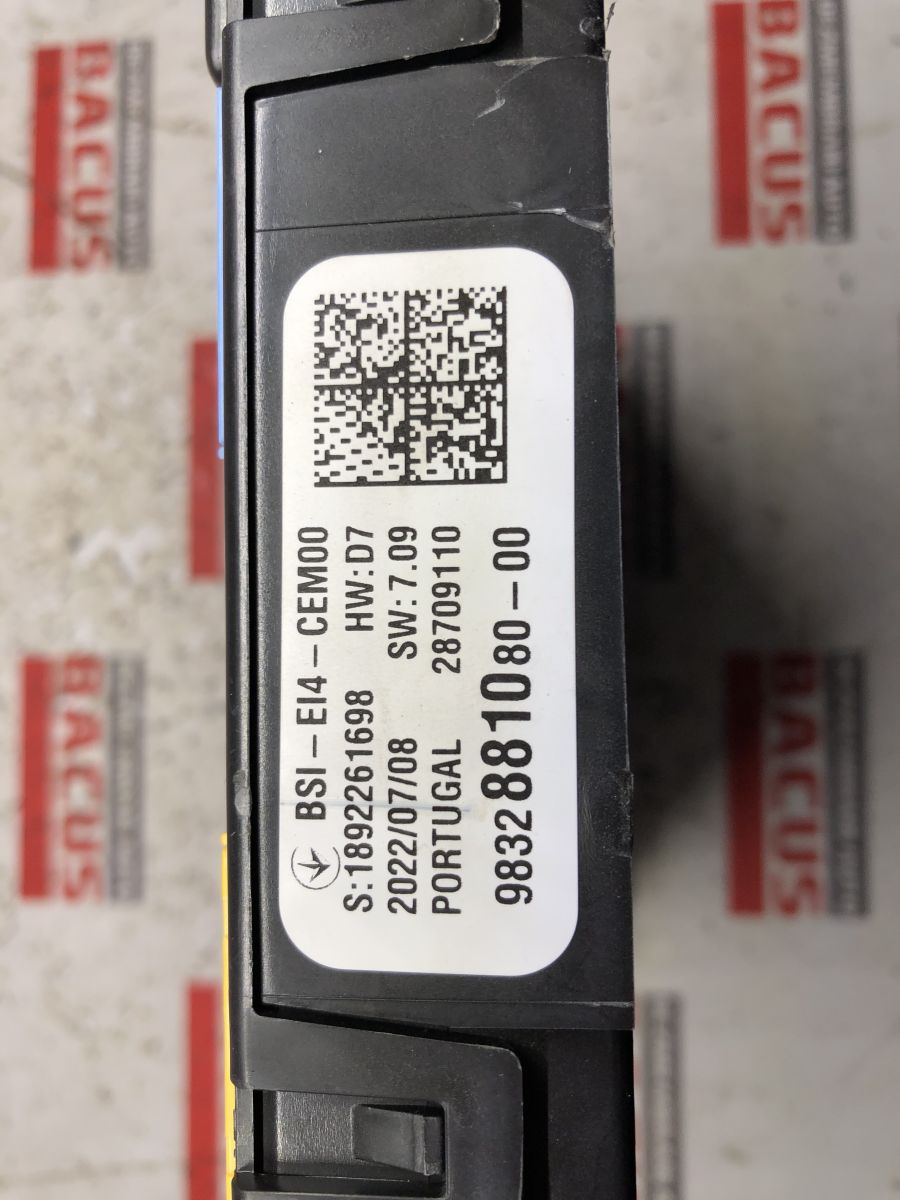 BSI-EI4-CEM00
S:1892261698 HW:D7
2022/07/08 SW:7.09
PORTUGAL 28709110
9832881080-00
BACUS
BACUS
BACUS
BACUS